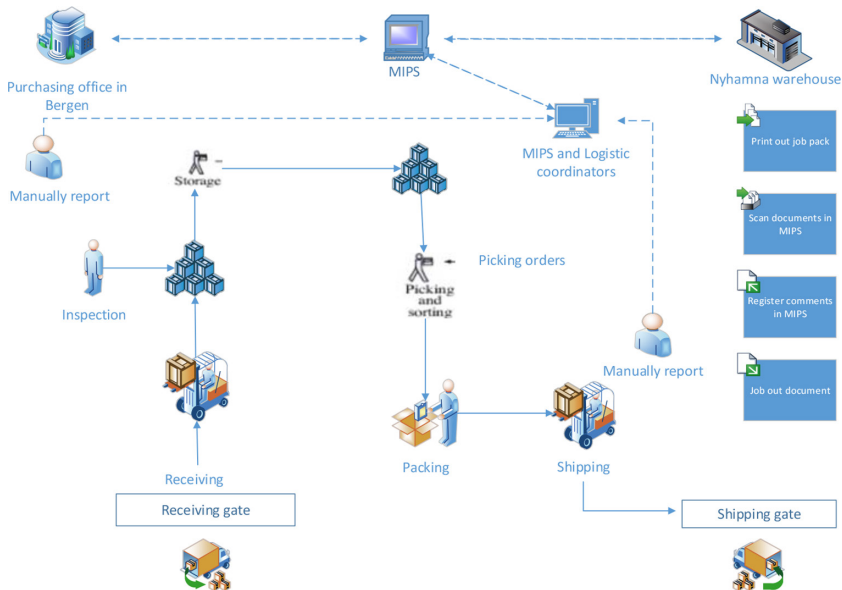 MIPS
Purchasing office in
Bergen
Nyhamna warehouse
Print out job pack
MIPS and Logistic
coordinators
Manually report
Storage
Scan documents in
MIPS
Picking orders
Picking
and
sorting
Inspection
Register comments
in MIPS
Manually report
Job out document
Packing
Shipping
Receiving
Receiving gate
Shipping gate